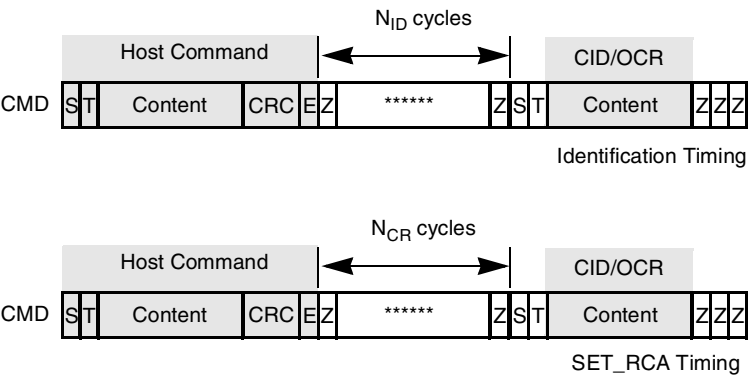 N_ID cycles
Host Command CID/OCR
CMD S T Content CRC E Z ****** Z S T Content Z Z Z
Identification Timing
N_CR cycles
Host Command CID/OCR
CMD S T Content CRC E Z ****** Z S T Content Z Z Z
SET_RCA Timing